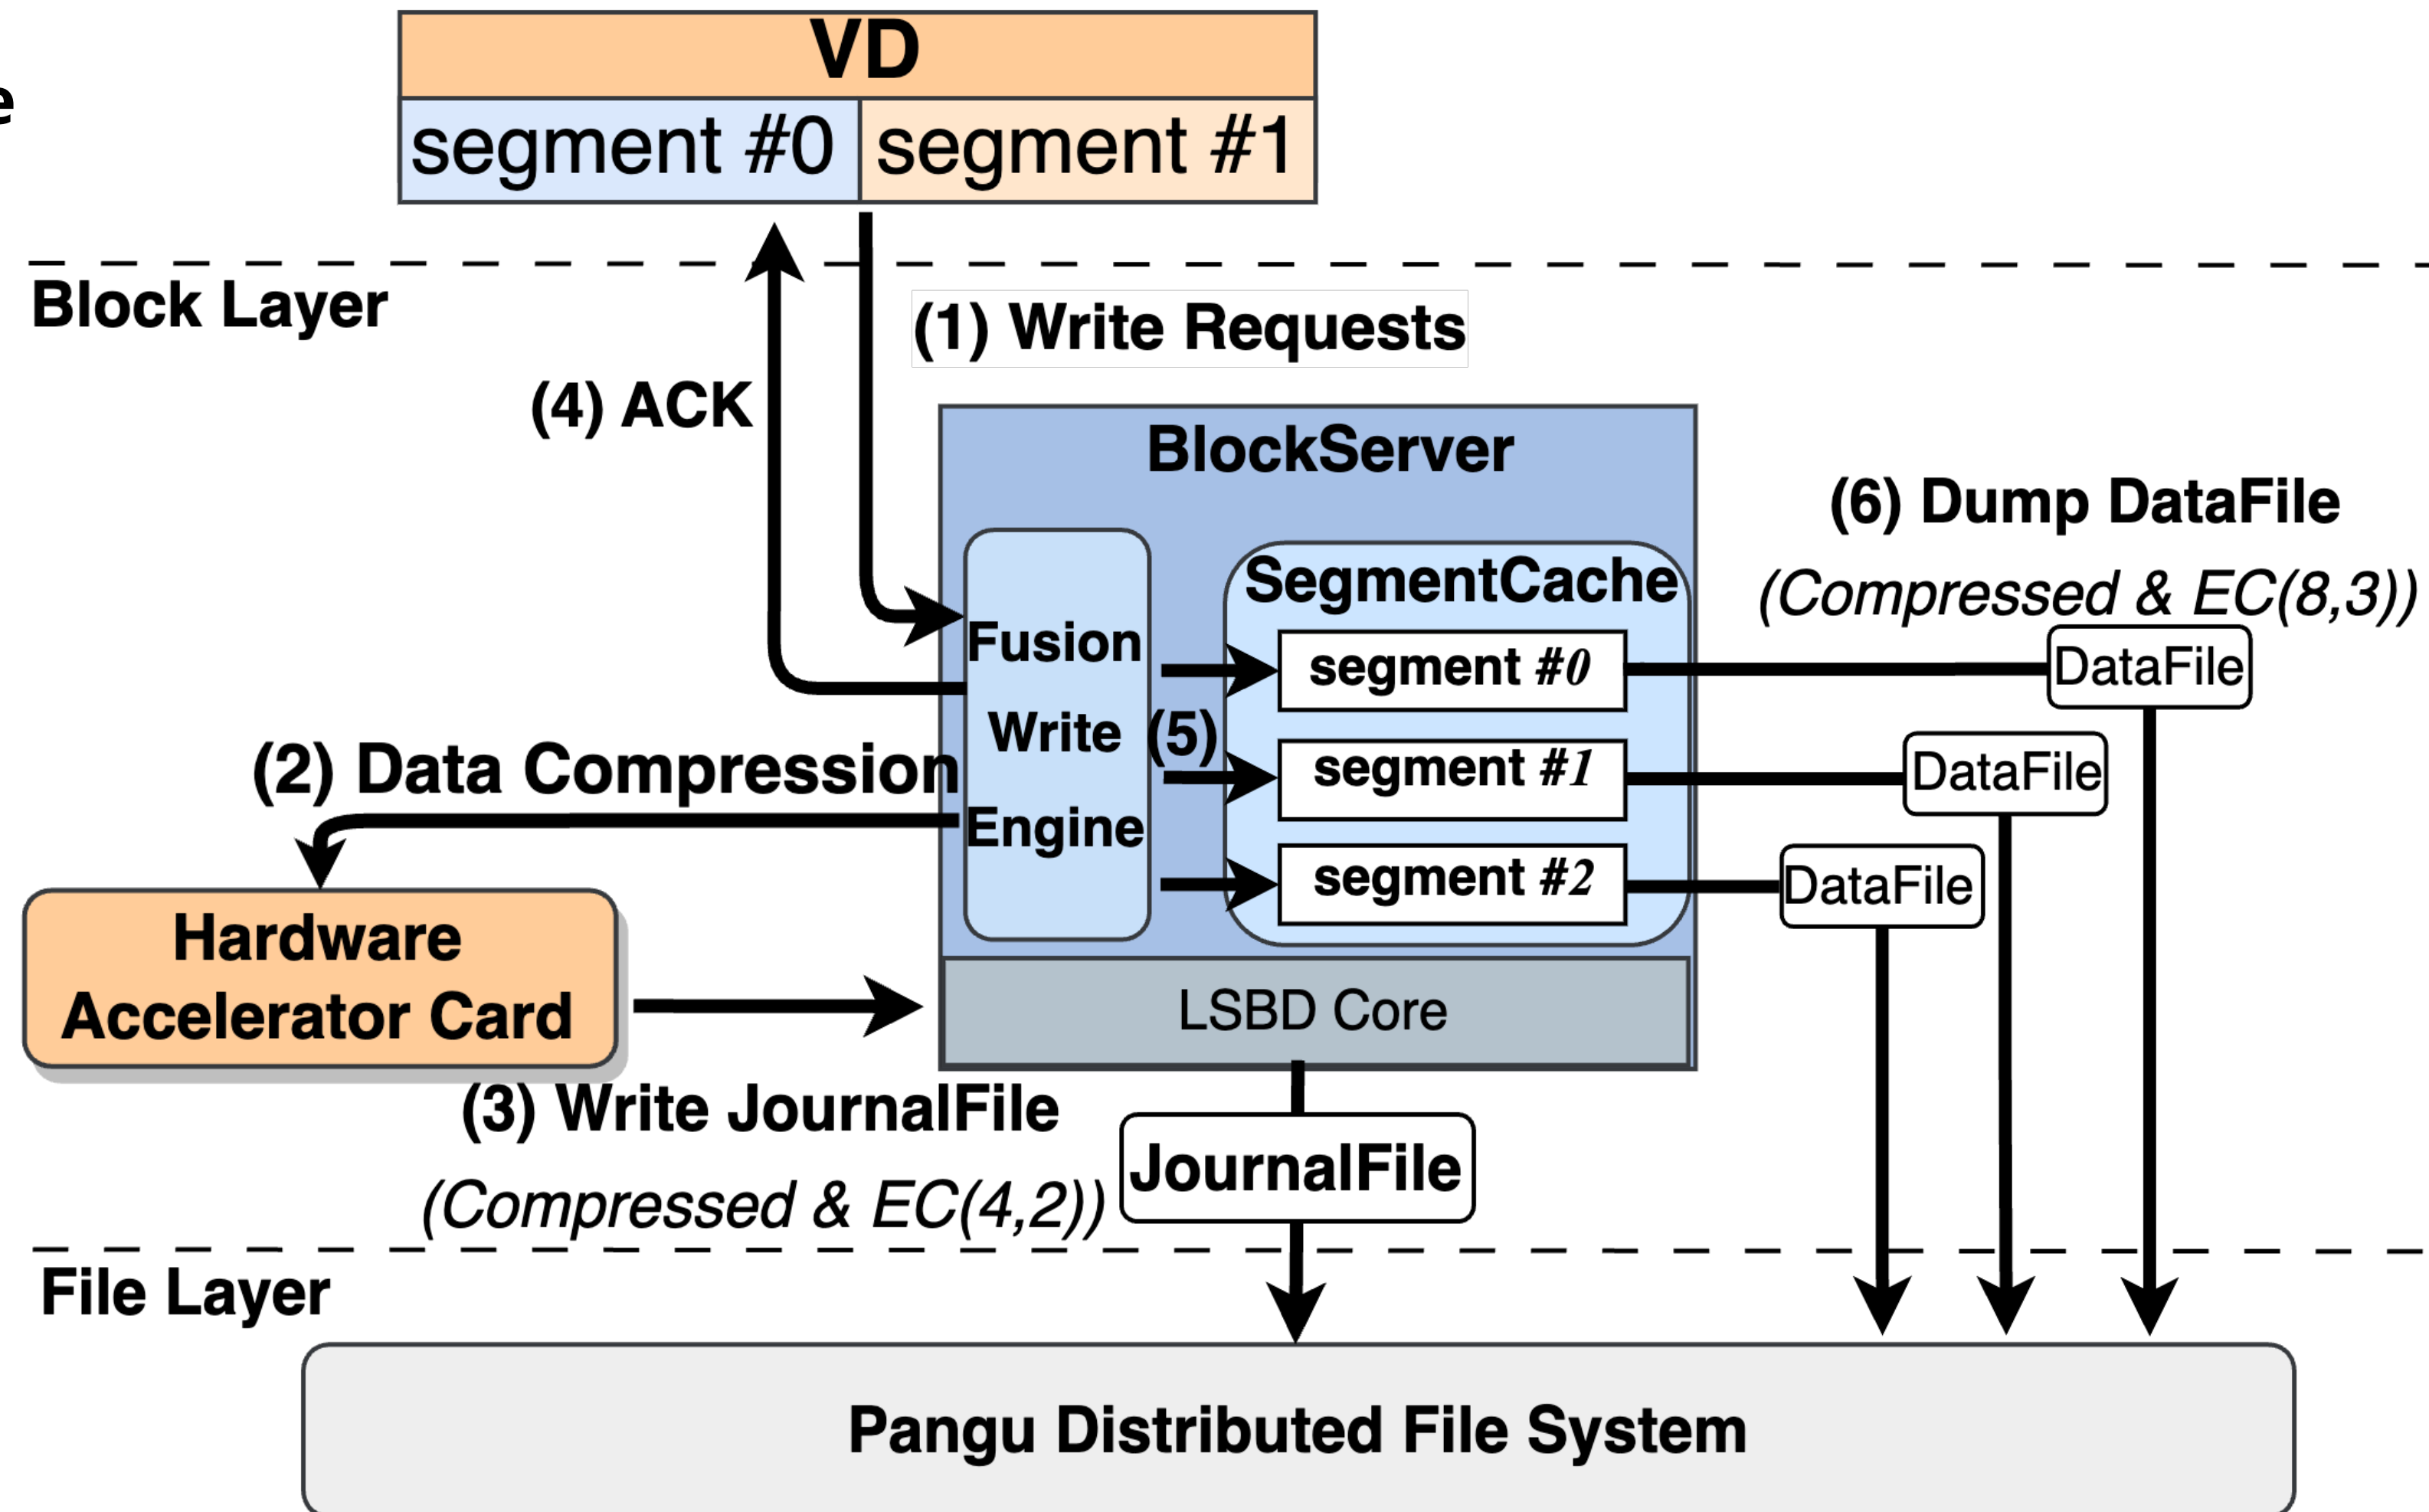 e
VD
segment #0
segment #1
Block Layer
(1) Write Requests
(4) ACK
BlockServer
(6) Dump DataFile
(Compressed & EC(8,3))
SegmentCache
Fusion
Write
Engine
(5)
segment #0
segment #1
segment #2
DataFile
DataFile
DataFile
(2) Data Compression
Hardware
Accelerator Card
LSBD Core
(3) Write JournalFile
(Compressed & EC(4,2))
JournalFile
File Layer
Pangu Distributed File System